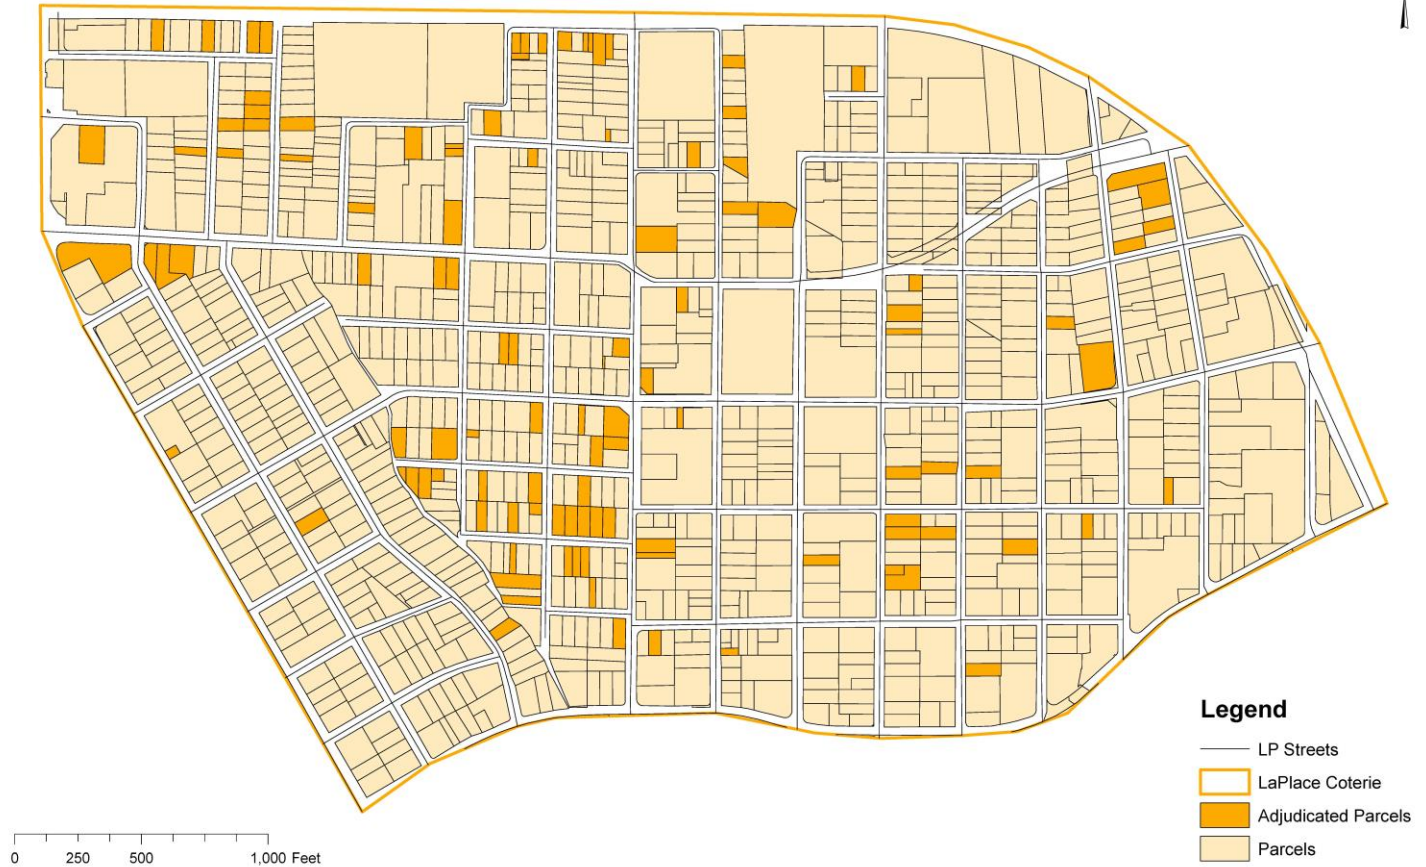 Legend
LP Streets
LaPlace Coterie
Adjudicated Parcels
Parcels
0 250 500 1,000 Feet